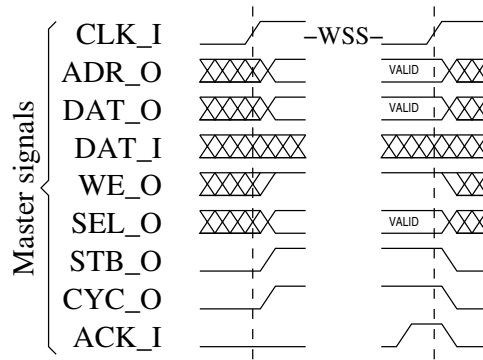 CLK_I –WSS–
ADR_O VALID
DAT_O VALID
DAT_I
WE_O
SEL_O VALID
STB_O
CYC_O
ACK_I
Master signals